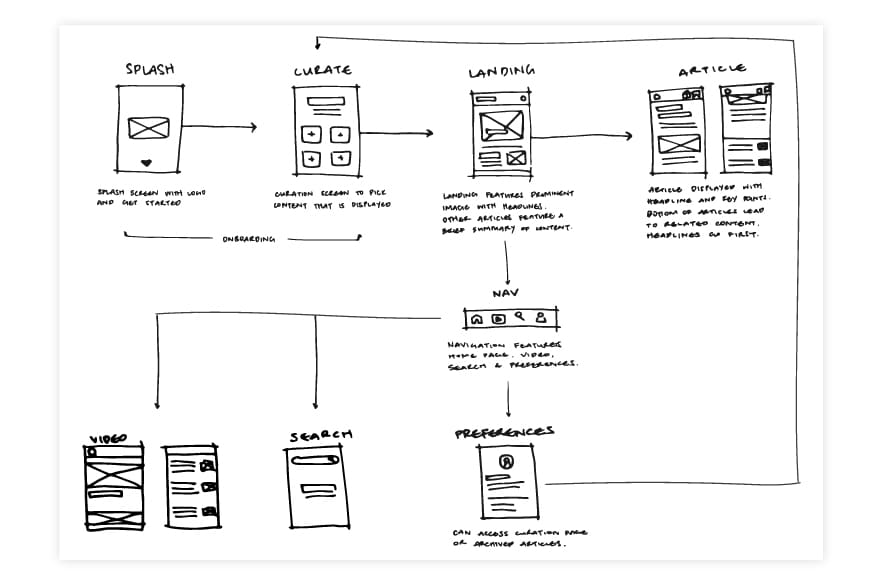 SPLASH
CURATE
LANDING
ARTICLE
SPLASH SCREEN WITH LOGO
AND GET STARTED
CURATION SCREEN TO PICK
CONTENT THAT IS DISPLAYED
LANDING FEATURES PROMINENT
IMAGE WITH HEADLINES.
OTHER ARTICLES FEATURE A
BRIEF SUMMARY OF CONTENT.
ARTICLE DISPLAYED WITH
HEADLINE AND KEY POINTS.
BOTTOM OF ARTICLES LEAD
TO RELATED CONTENT,
HEADLINES FIRST.
ONBOARDING
NAV
NAVIGATION FEATURES
HOME PAGE, VIDEO,
SEARCH & PREFERENCES.
VIDEO
SEARCH
PREFERENCES
CAN ACCESS CURATION PAGE
OR ARCHIVED ARTICLES.